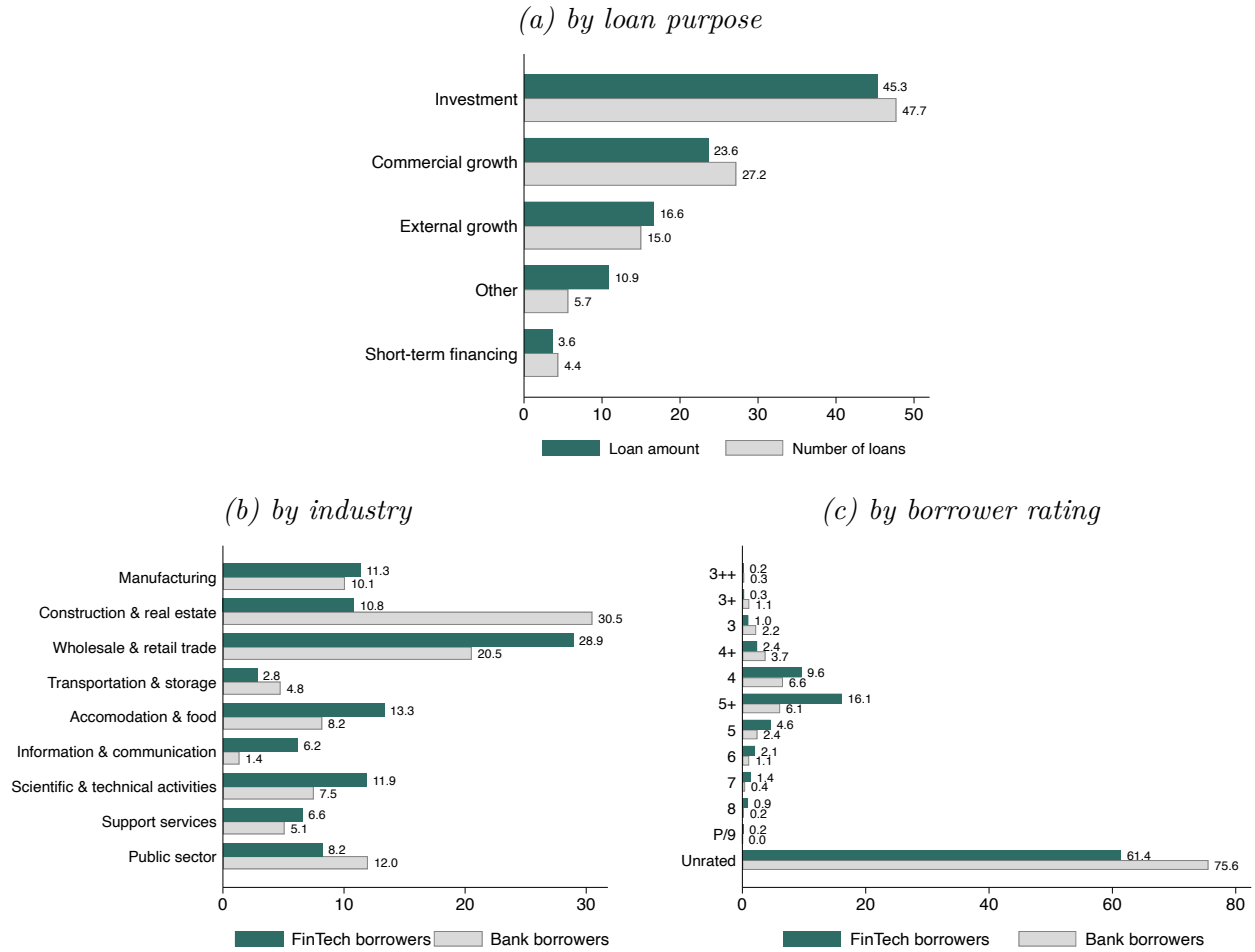 (a) by loan purpose
Investment 45.3
47.7
Commercial growth 23.6
27.2
External growth 16.6
15.0
Other 10.9
5.7
Short-term financing 3.6
4.4
0 10 20 30 40 50
Loan amount Number of loans
(b) by industry
Manufacturing 11.3
10.1
Construction & real estate 10.8
30.5
Wholesale & retail trade 28.9
20.5
Transportation & storage 2.8
4.8
Accomodation & food 13.3
8.2
Information & communication 6.2
1.4
Scientific & technical activities 11.9
7.5
Support services 6.6
5.1
Public sector 8.2
12.0
0 10 20 30
FinTech borrowers Bank borrowers
(c) by borrower rating
3++ 0.2
0.3
3+ 0.3
1.1
3 1.0
2.2
4+ 2.4
3.7
4 9.6
6.6
5+ 16.1
6.1
5 4.6
2.4
6 2.1
1.1
7 1.4
0.4
8 0.9
0.2
P/9 0.2
0.0
Unrated 61.4
75.6
0 20 40 60 80
FinTech borrowers Bank borrowers